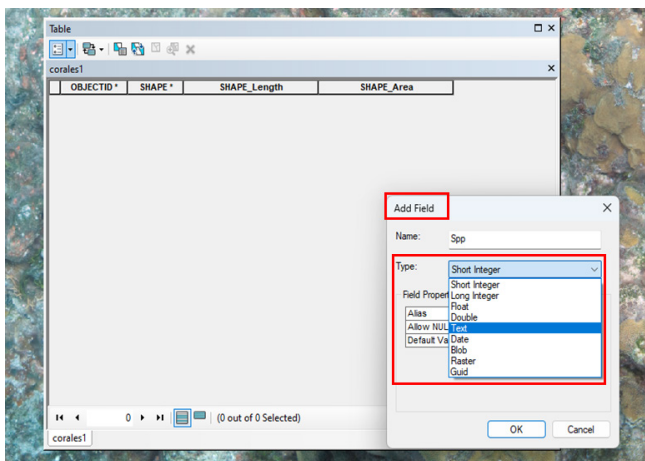 Table
corales1
OBJECTID * SHAPE * SHAPE_Length SHAPE_Area
Add Field
Name: Spp
Type: Short Integer
Short Integer
Long Integer
Float
Double
Text
Date
Blob
Raster
Guid
Field Proper
Alias
Allow NUL
Default Va
OK Cancel
0 (0 out of 0 Selected)
corales1